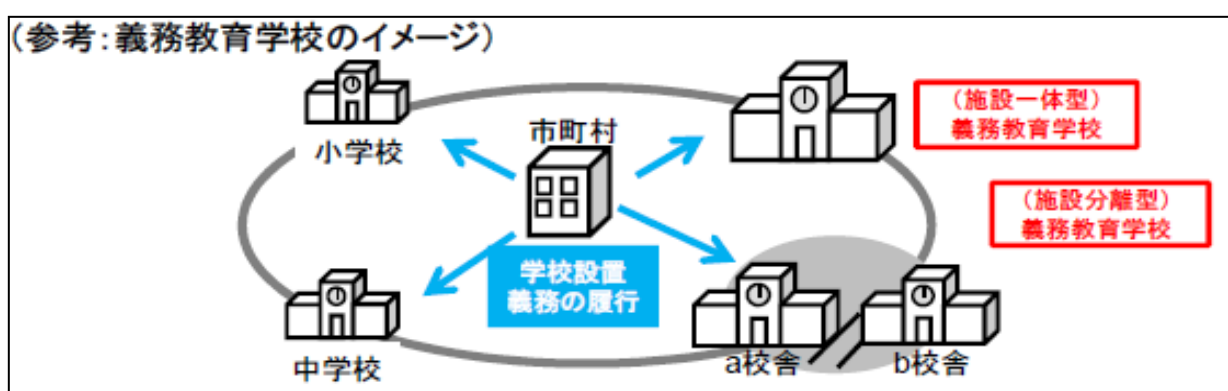 (参考:義務教育学校のイメージ)
小学校
市町村
(施設一体型)
義務教育学校
(施設分離型)
義務教育学校
学校設置
義務の履行
中学校
a校舎
b校舎